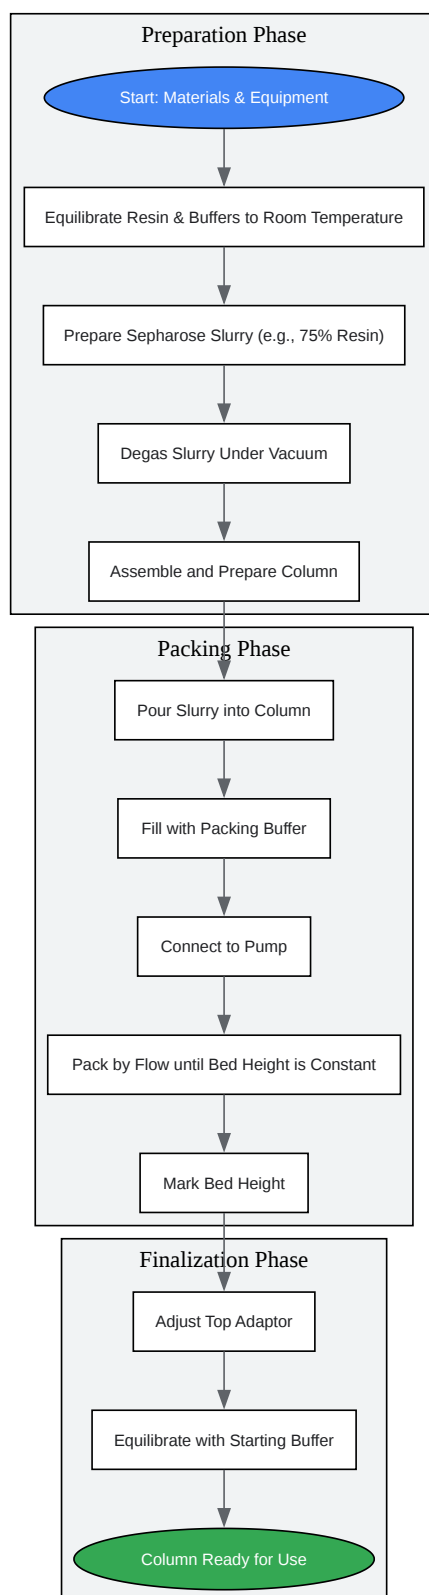 Preparation Phase
Start: Materials & Equipment
Equilibrate Resin & Buffers to Room Temperature
Prepare Sepharose Slurry (e.g., 75% Resin)
Degas Slurry Under Vacuum
Assemble and Prepare Column
Packing Phase
Pour Slurry into Column
Fill with Packing Buffer
Connect to Pump
Pack by Flow until Bed Height is Constant
Mark Bed Height
Finalization Phase
Adjust Top Adaptor
Equilibrate with Starting Buffer
Column Ready for Use